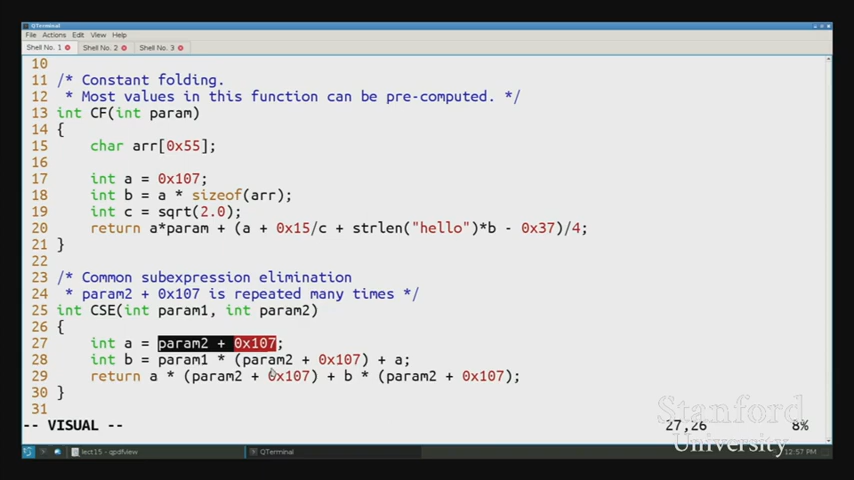 QTerminal
File Actions Edit View Help
Shell No. 1 Shell No. 2 Shell No. 3
10
11 /* Constant folding.
12  * Most values in this function can be pre-computed. */
13 int CF(int param)
14 {
15     char arr[0x55];
16
17     int a = 0x107;
18     int b = a * sizeof(arr);
19     int c = sqrt(2.0);
20     return a*param + (a + 0x15/c + strlen("hello")*b - 0x37)/4;
21 }
22
23 /* Common subexpression elimination
24  * param2 + 0x107 is repeated many times */
25 int CSE(int param1, int param2)
26 {
27     int a = param2 + 0x107;
28     int b = param1 * (param2 + 0x107) + a;
29     return a * (param2 + 0x107) + b * (param2 + 0x107);
30 }
31
-- VISUAL -- 27,26 8%
Stanford
University
lect15 - qpdfview QTerminal 12:57 PM